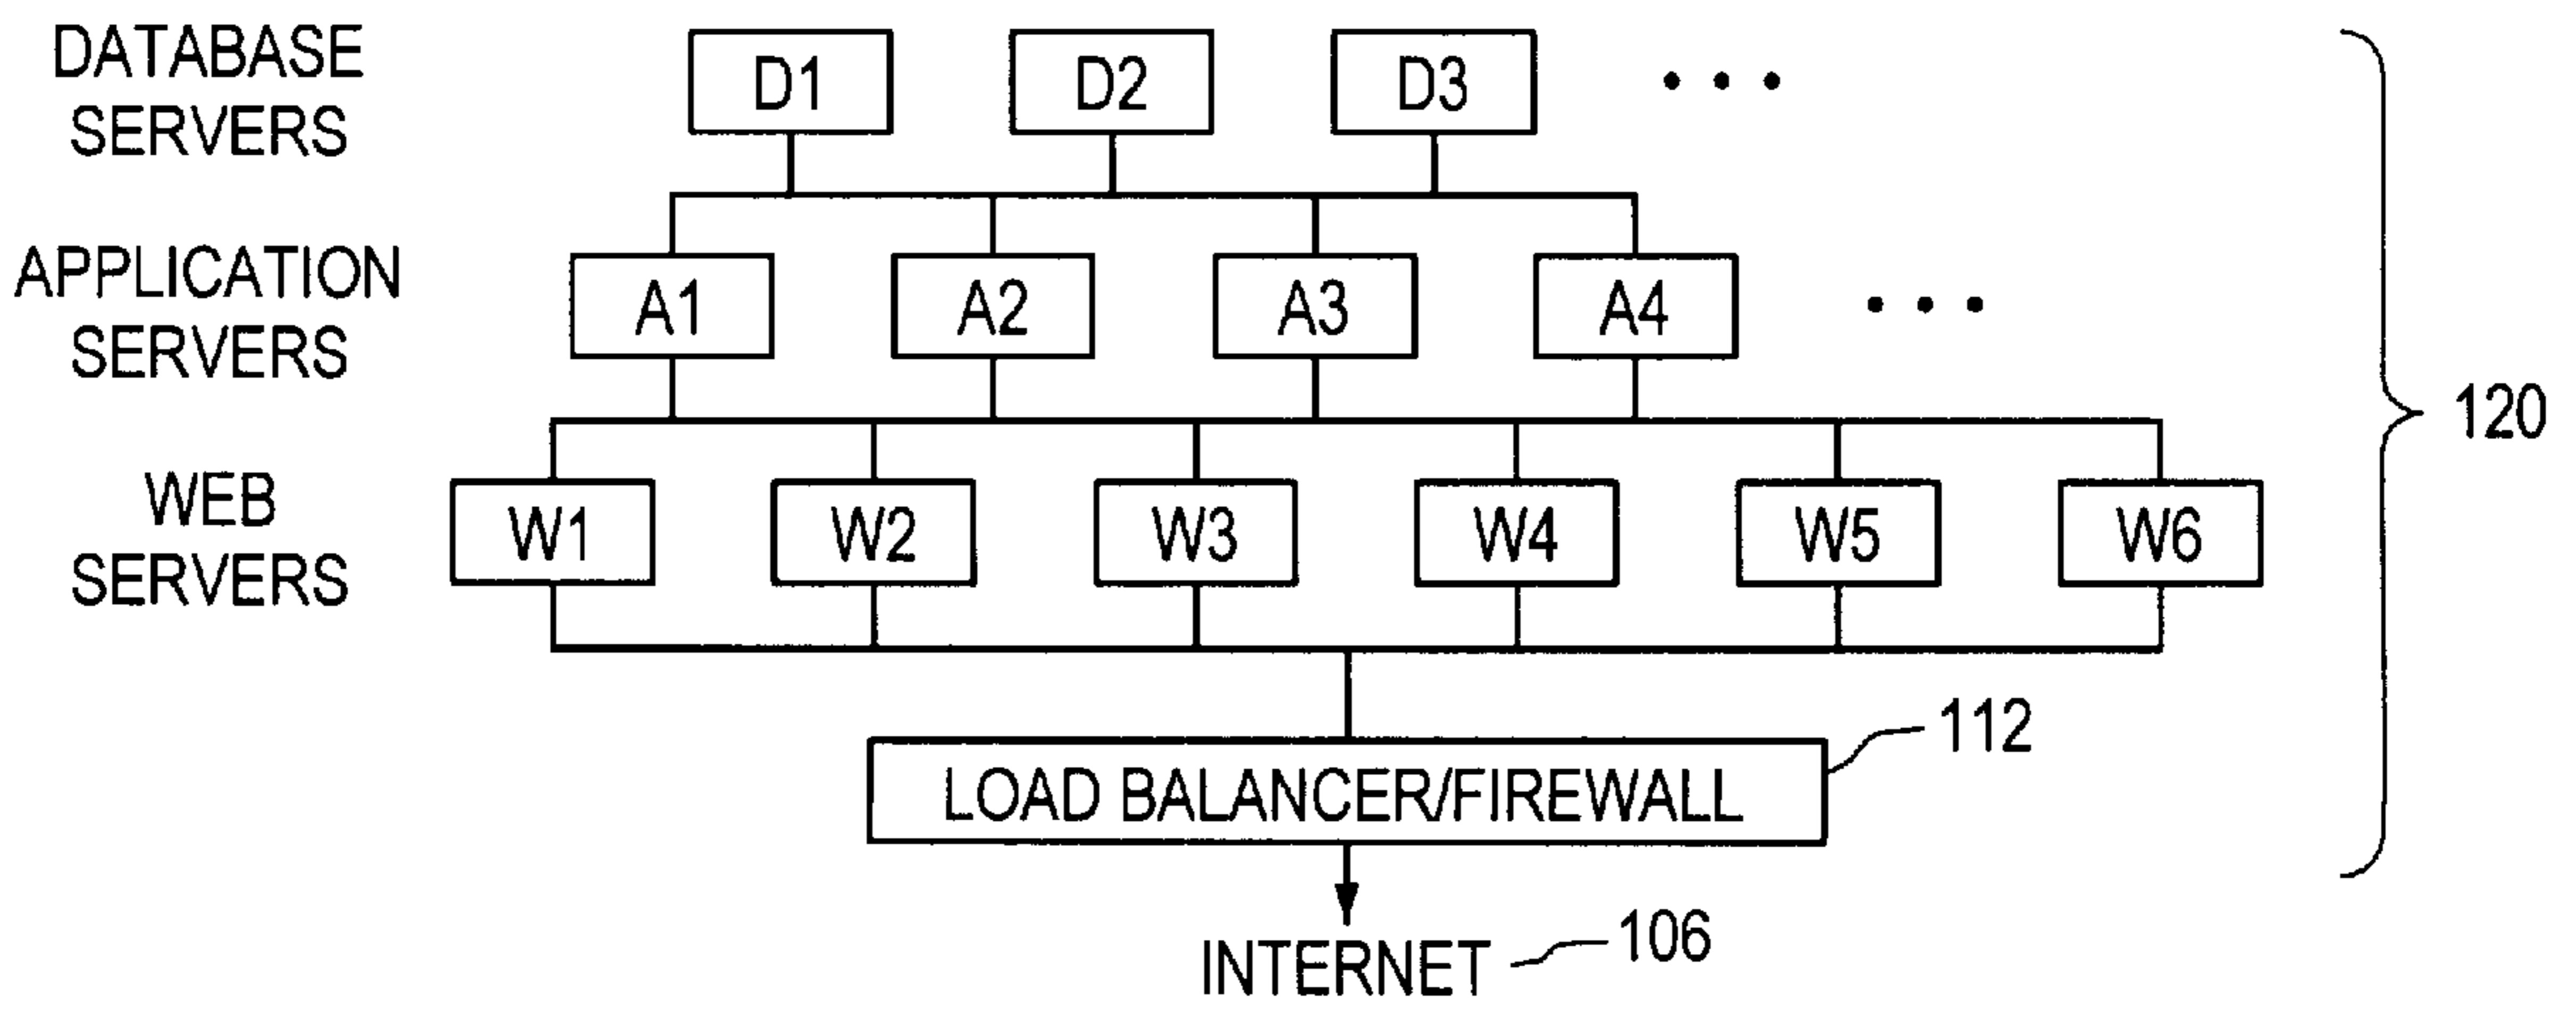 DATABASE
SERVERS
D1 D2 D3 • • •
APPLICATION
SERVERS
A1 A2 A3 A4 • • •
120
WEB
SERVERS
W1 W2 W3 W4 W5 W6
112
LOAD BALANCER/FIREWALL
INTERNET 106